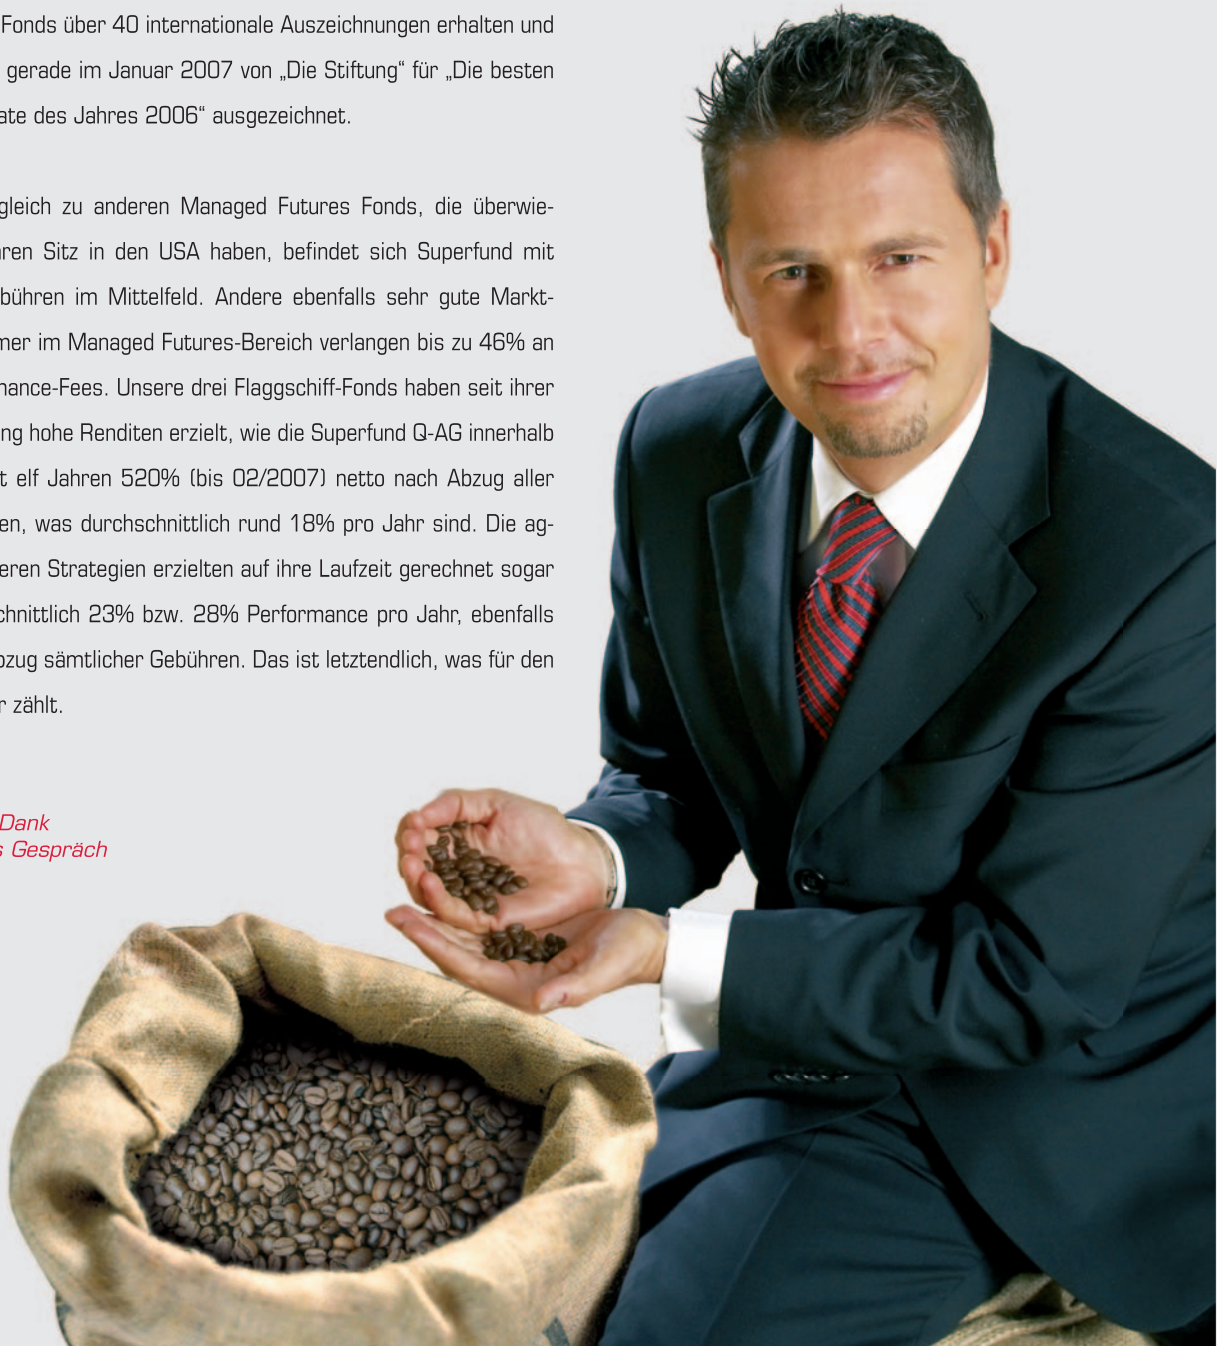 Fonds über 40 internationale Auszeichnungen erhalten und
gerade im Januar 2007 von „Die Stiftung“ für „Die besten
ate des Jahres 2006“ ausgezeichnet.
gleich zu anderen Managed Futures Fonds, die überwie-
ren Sitz in den USA haben, befindet sich Superfund mit
bühren im Mittelfeld. Andere ebenfalls sehr gute Markt-
mer im Managed Futures-Bereich verlangen bis zu 46% an
nance-Fees. Unsere drei Flaggschiff-Fonds haben seit ihrer
ng hohe Renditen erzielt, wie die Superfund Q-AG innerhalb
t elf Jahren 520% (bis 02/2007) netto nach Abzug aller
en, was durchschnittlich rund 18% pro Jahr sind. Die ag-
eren Strategien erzielten auf ihre Laufzeit gerechnet sogar
chnittlich 23% bzw. 28% Performance pro Jahr, ebenfalls
bzug sämtlicher Gebühren. Das ist letztendlich, was für den
r zählt.
Dank
s Gespräch